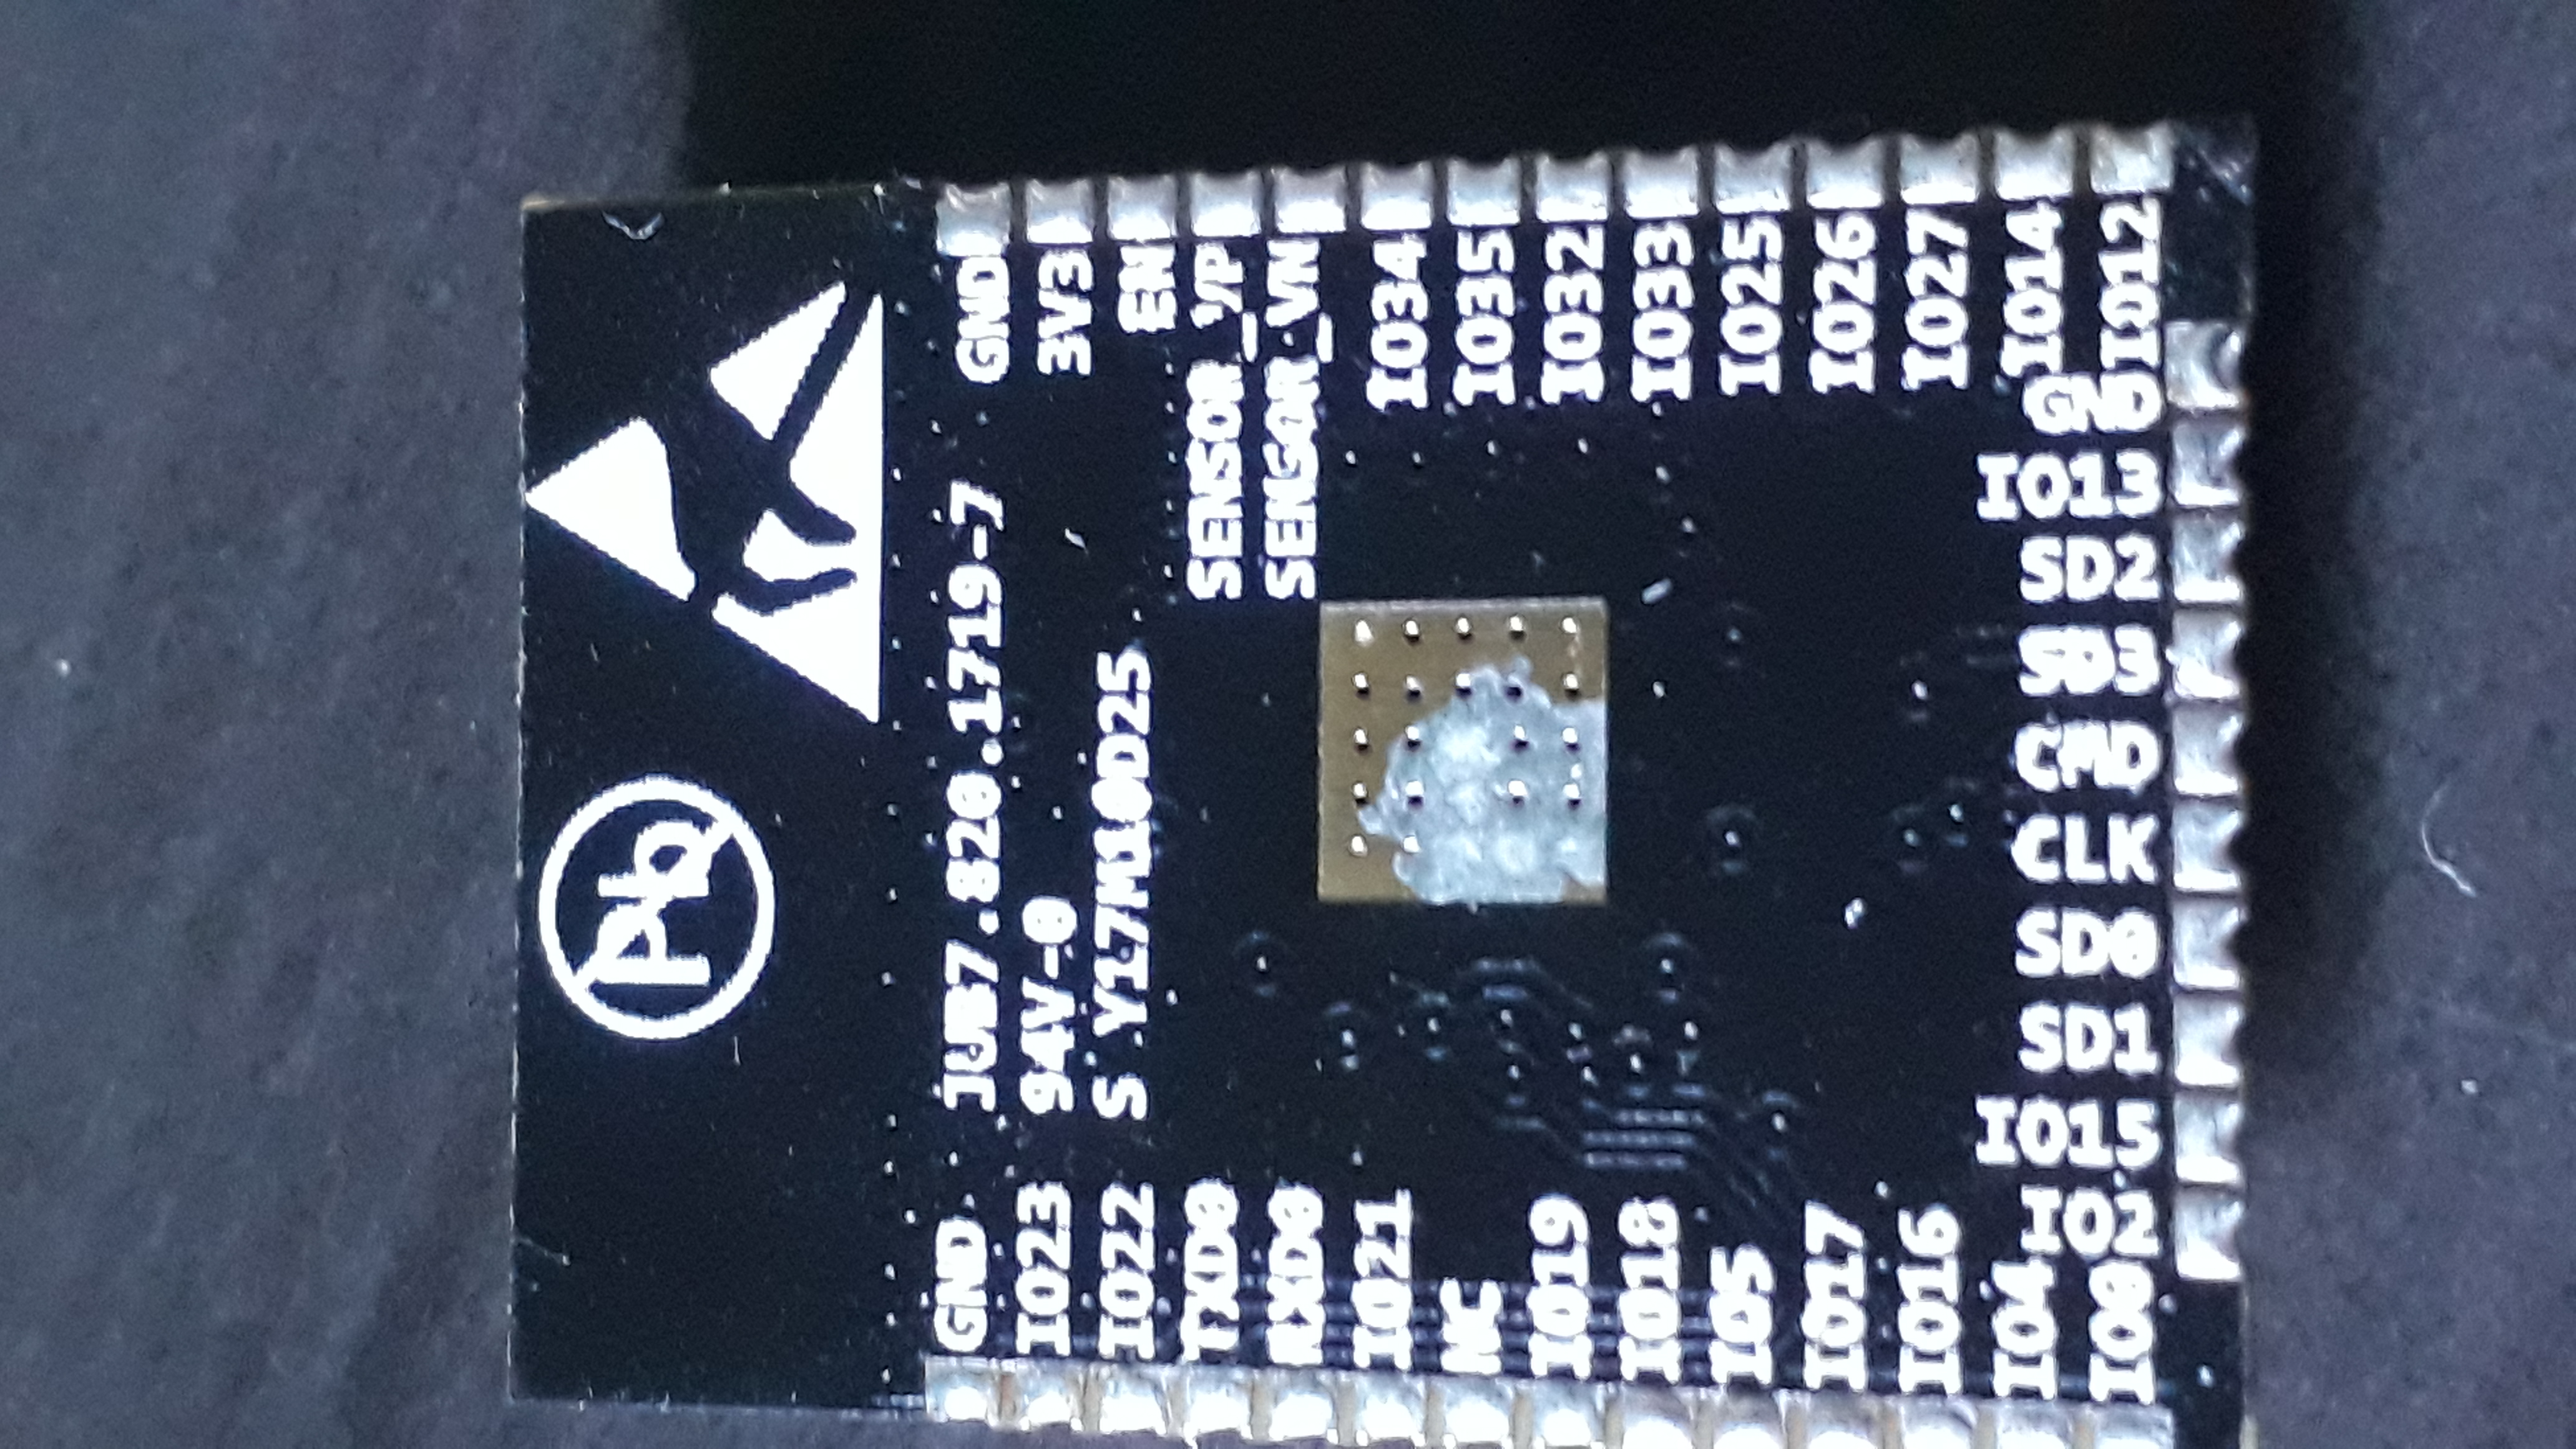 Pb
GND JUB7.820.1719-7 GND
IO23 94V-0 3V3
IO22 S Y17M10D25 EN
TXD0 SENSOR_VP
RXD0 SENSOR_VN
IO21 IO34
NC IO35
IO19 IO32
IO18 IO33
IO5 IO25
IO17 IO26
IO16 IO27
IO4 IO14
IO0 IO12
IO2
IO15
SD1
SD0
CLK
CMD
SD3
SD2
IO13
GND